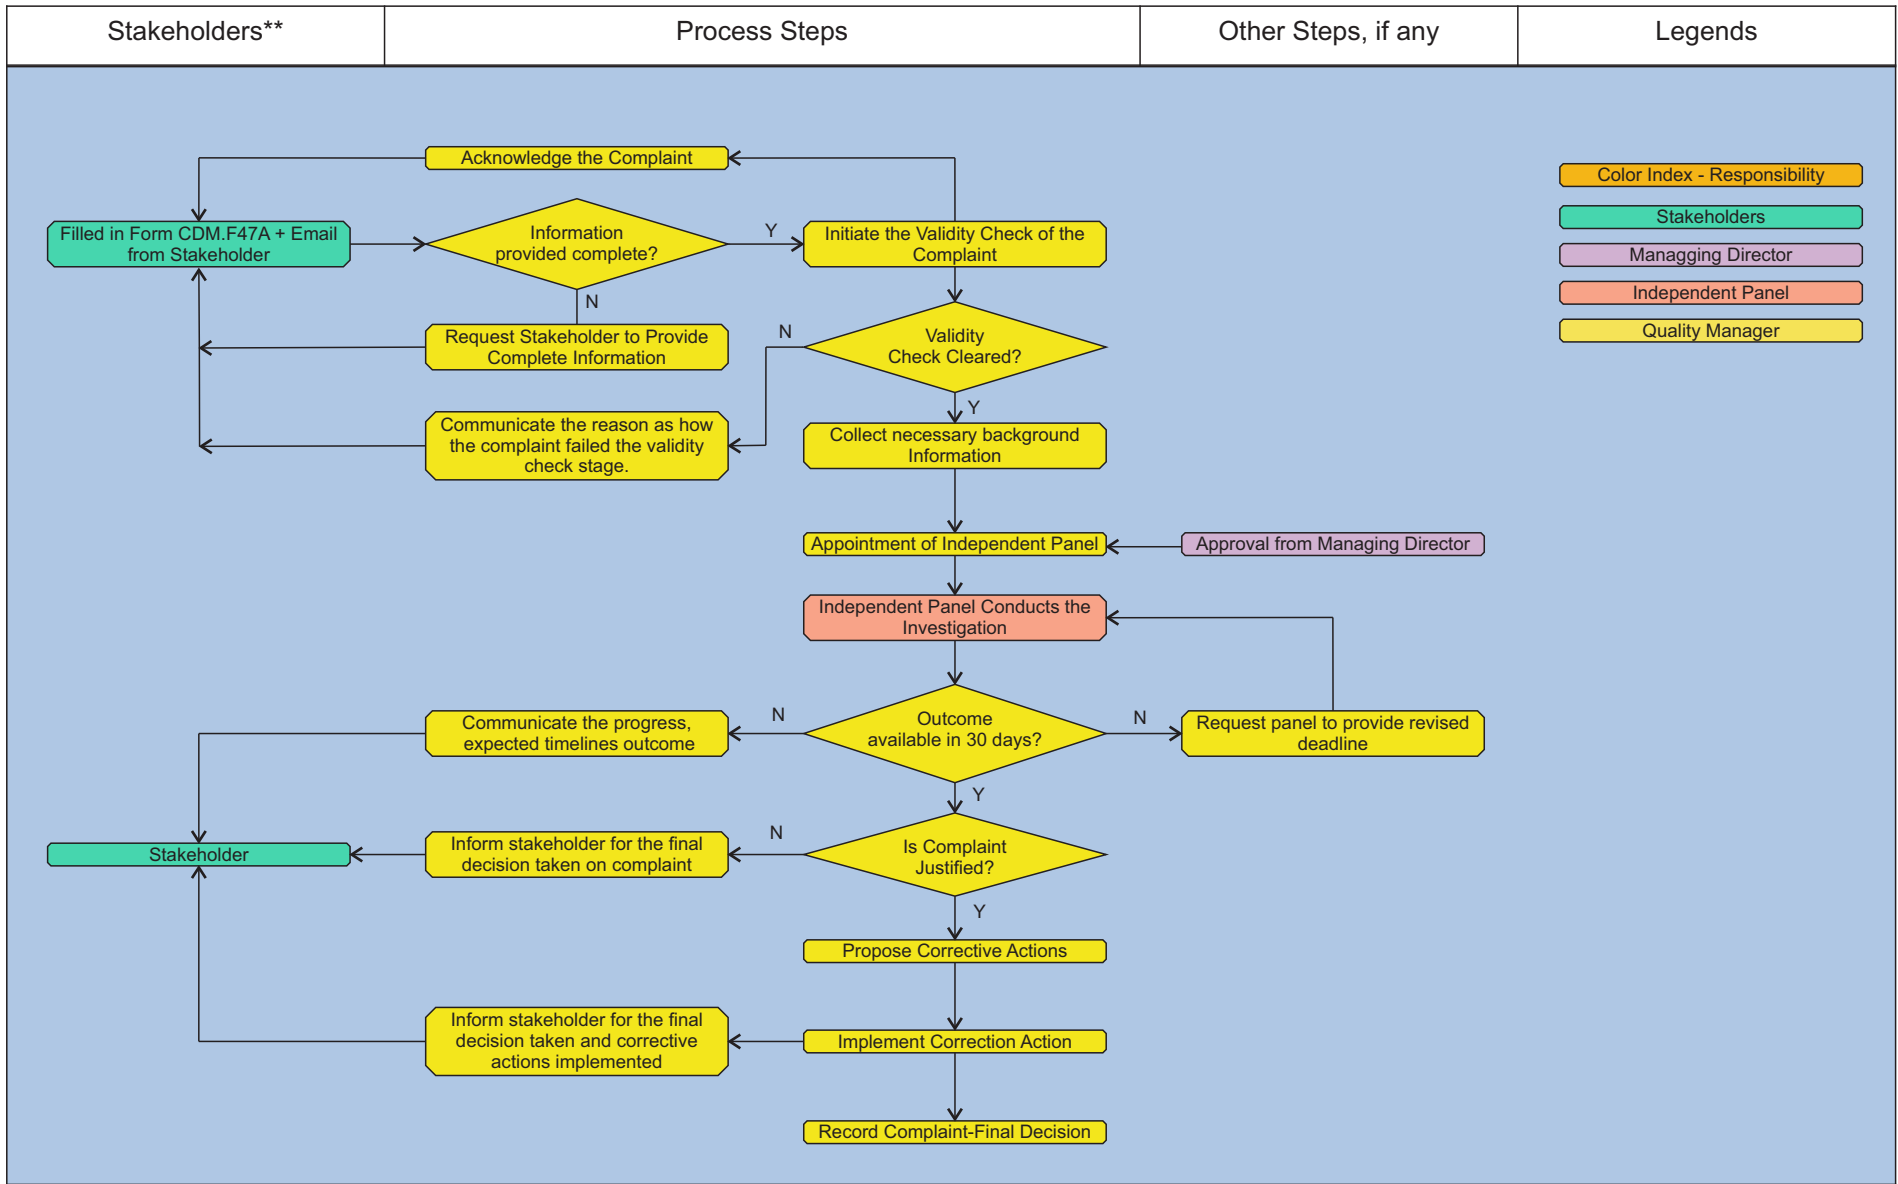 Stakeholders**
Process Steps
Other Steps, if any
Legends
Acknowledge the Complaint
Filled in Form CDM.F47A + Email
from Stakeholder
Information
provided complete?
Y
Initiate the Validity Check of the
Complaint
N
Request Stakeholder to Provide
Complete Information
N
Validity
Check Cleared?
Y
Communicate the reason as how
the complaint failed the validity
check stage.
Collect necessary background
Information
Appointment of Independent Panel
Approval from Managing Director
Independent Panel Conducts the
Investigation
Communicate the progress,
expected timelines outcome
N
Outcome
available in 30 days?
N
Request panel to provide revised
deadline
Y
Stakeholder
Inform stakeholder for the final
decision taken on complaint
N
Is Complaint
Justified?
Y
Propose Corrective Actions
Inform stakeholder for the final
decision taken and corrective
actions implemented
Implement Correction Action
Record Complaint-Final Decision
Color Index - Responsibility
Stakeholders
Managging Director
Independent Panel
Quality Manager